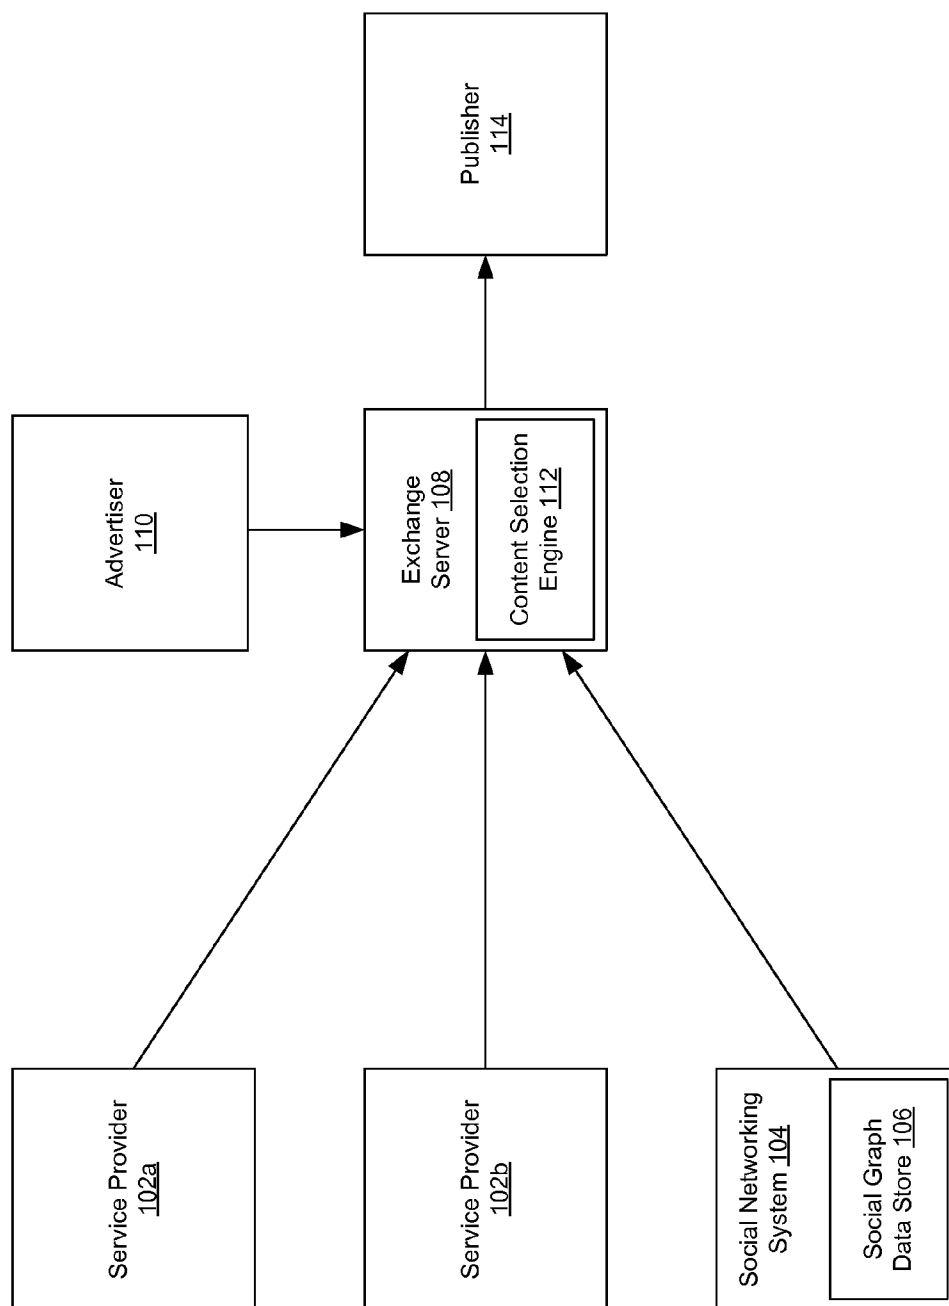 Service Provider
102a
Service Provider
102b
Social Networking
System 104
Social Graph
Data Store 106
Advertiser
110
Exchange
Server 108
Content Selection
Engine 112
Publisher
114